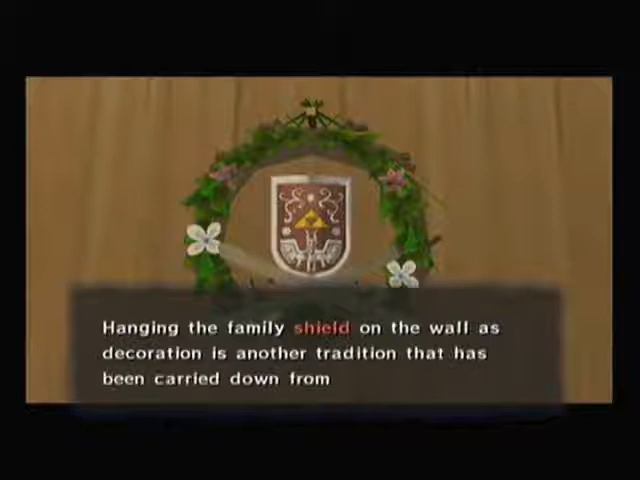 Hanging the family shield on the wall as
decoration is another tradition that has
been carried down from